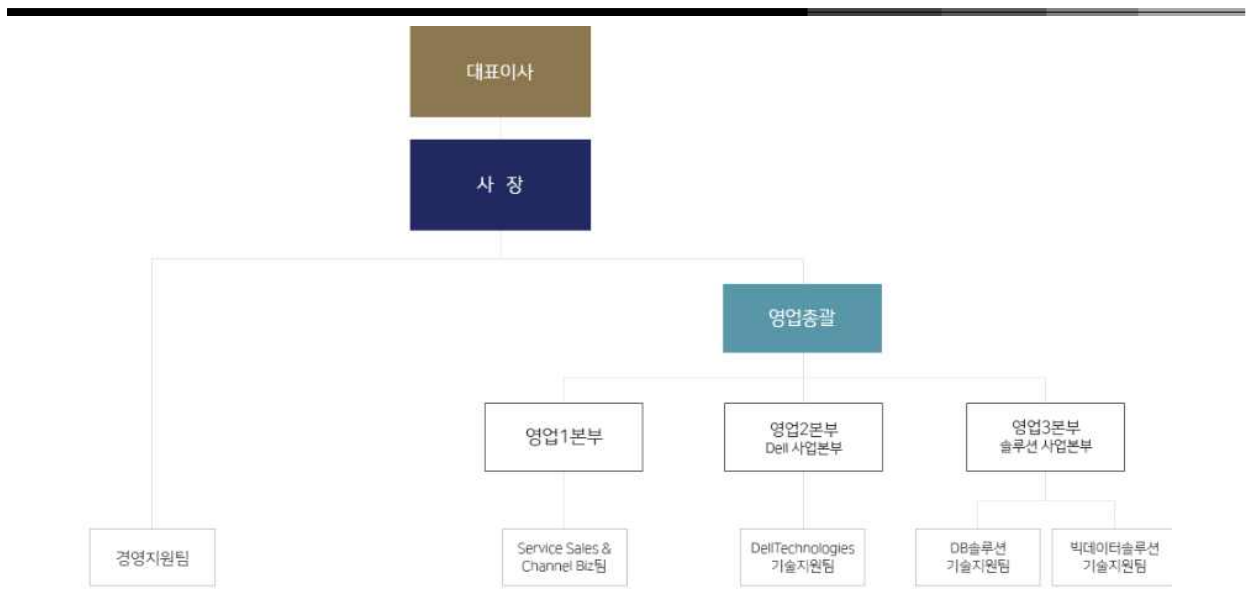 대표이사
사 장
영업총괄
영업1본부
영업2본부
Dell 사업본부
영업3본부
솔루션 사업본부
경영지원팀
Service Sales &
Channel Biz팀
DellTechnologies
기술지원팀
DB솔루션
기술지원팀
빅데이터솔루션
기술지원팀